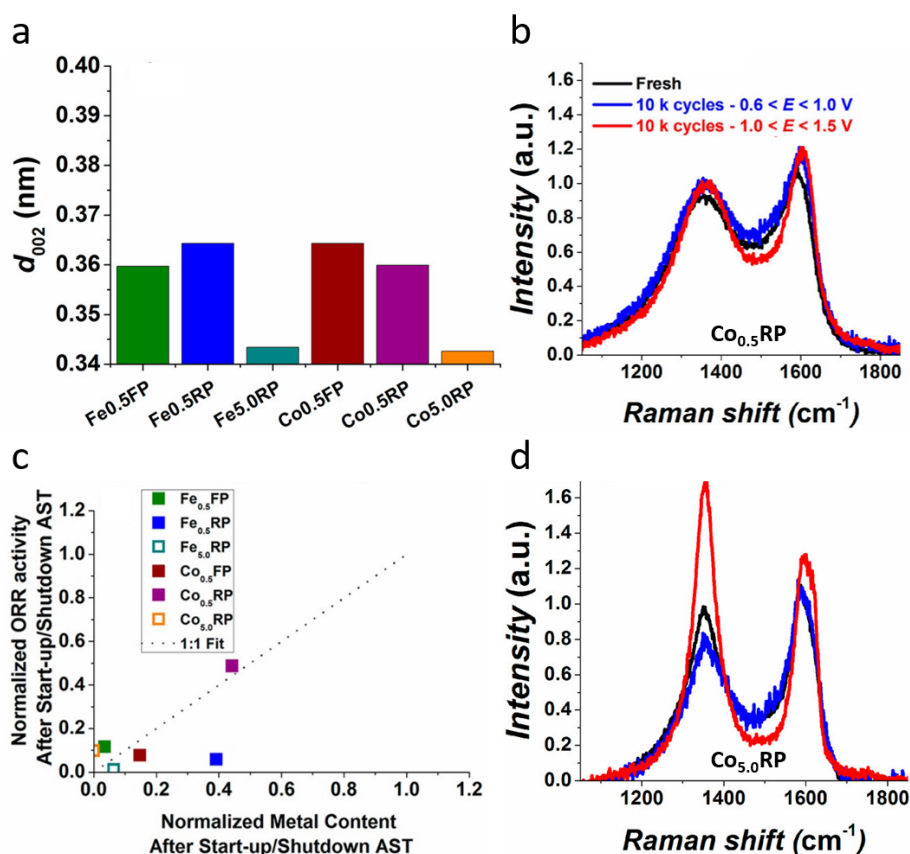 a
0.40
0.39
0.38
0.37
0.36
0.35
0.34
d002 (nm)
Fe0.5FP
Fe0.5RP
Fe5.0RP
Co0.5FP
Co0.5RP
Co5.0RP
b
Fresh
10 k cycles - 0.6 < E < 1.0 V
10 k cycles - 1.0 < E < 1.5 V
1.6
1.4
1.2
1.0
0.8
0.6
0.4
0.2
0.0
Intensity (a.u.)
Co0.5RP
1200 1400 1600 1800
Raman shift (cm-1)
c
Fe0.5FP
Fe0.5RP
Fe5.0RP
Co0.5FP
Co0.5RP
Co5.0RP
1:1 Fit
1.2
1.0
0.8
0.6
0.4
0.2
0.0
Normalized ORR activity
After Start-up/Shutdown AST
0.0 0.2 0.4 0.6 0.8 1.0 1.2
Normalized Metal Content
After Start-up/Shutdown AST
d
1.6
1.4
1.2
1.0
0.8
0.6
0.4
0.2
0.0
Intensity (a.u.)
Co5.0RP
1200 1400 1600 1800
Raman shift (cm-1)